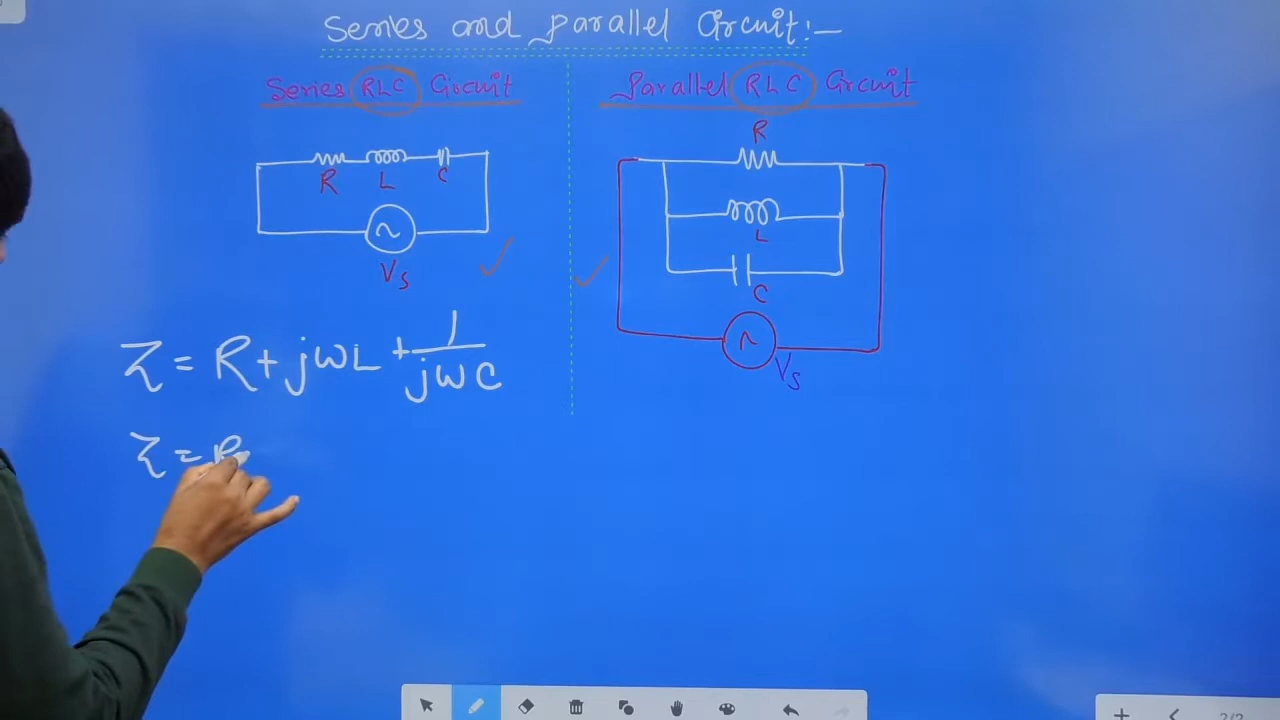 Series and parallel Circuit:-
Series RLC Circuit
Parallel RLC Circuit
R L C
Vs
R
L
C
Vs
Z = R + jωL + 1/jωC
Z = R